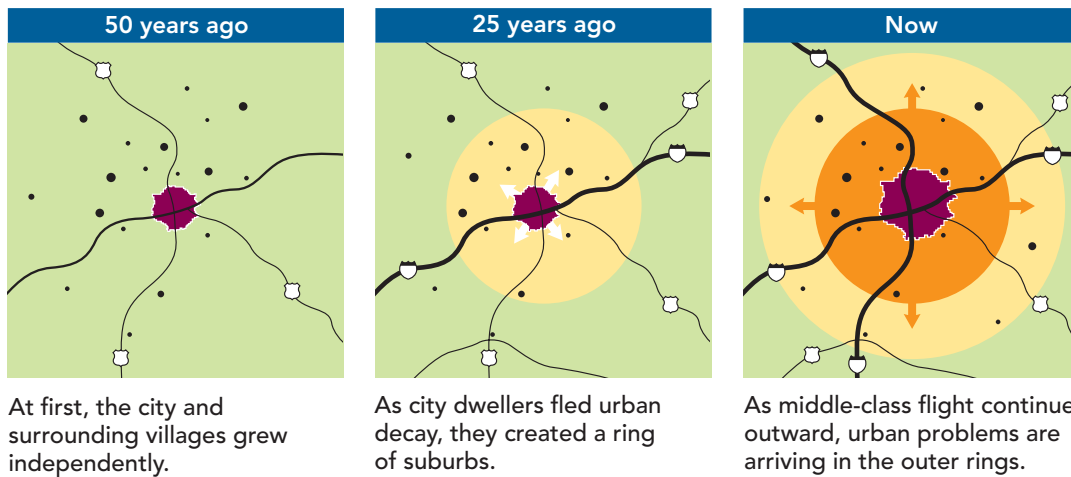 50 years ago
25 years ago
Now
At first, the city and
surrounding villages grew
independently.
As city dwellers fled urban
decay, they created a ring
of suburbs.
As middle-class flight continue
outward, urban problems are
arriving in the outer rings.